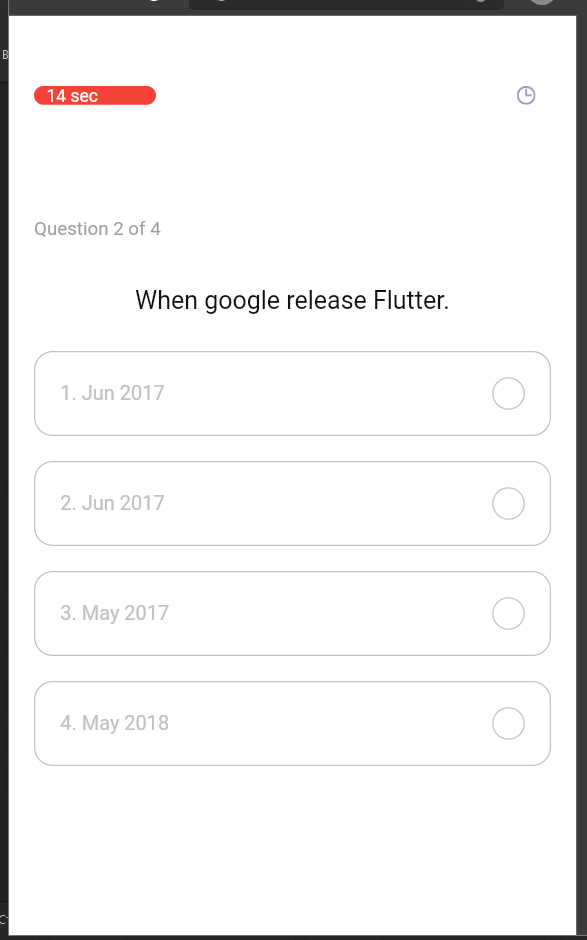 B
14 sec
Question 2 of 4
When google release Flutter.
1. Jun 2017
2. Jun 2017
3. May 2017
4. May 2018